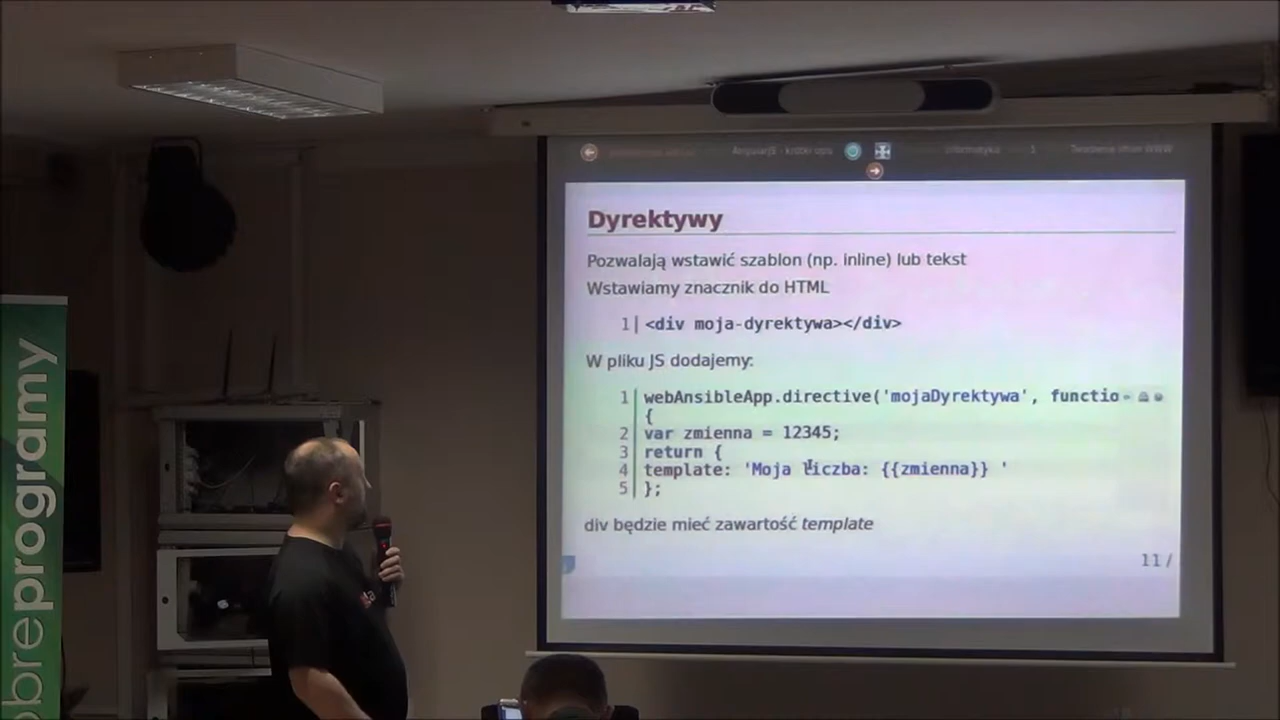 AngularJS - krótki opis
informatyka
1
Tworzenie stron WWW
Dyrektywy
Pozwalają wstawić szablon (np. inline) lub tekst
Wstawiamy znacznik do HTML
1 <div moja-dyrektywa></div>
W pliku JS dodajemy:
1 webAnsibleApp.directive('mojaDyrektywa', functio
{
2 var zmienna = 12345;
3 return {
4 template: 'Moja liczba: {{zmienna}} '
5 };
div będzie mieć zawartość template
11 /
obreprogramy